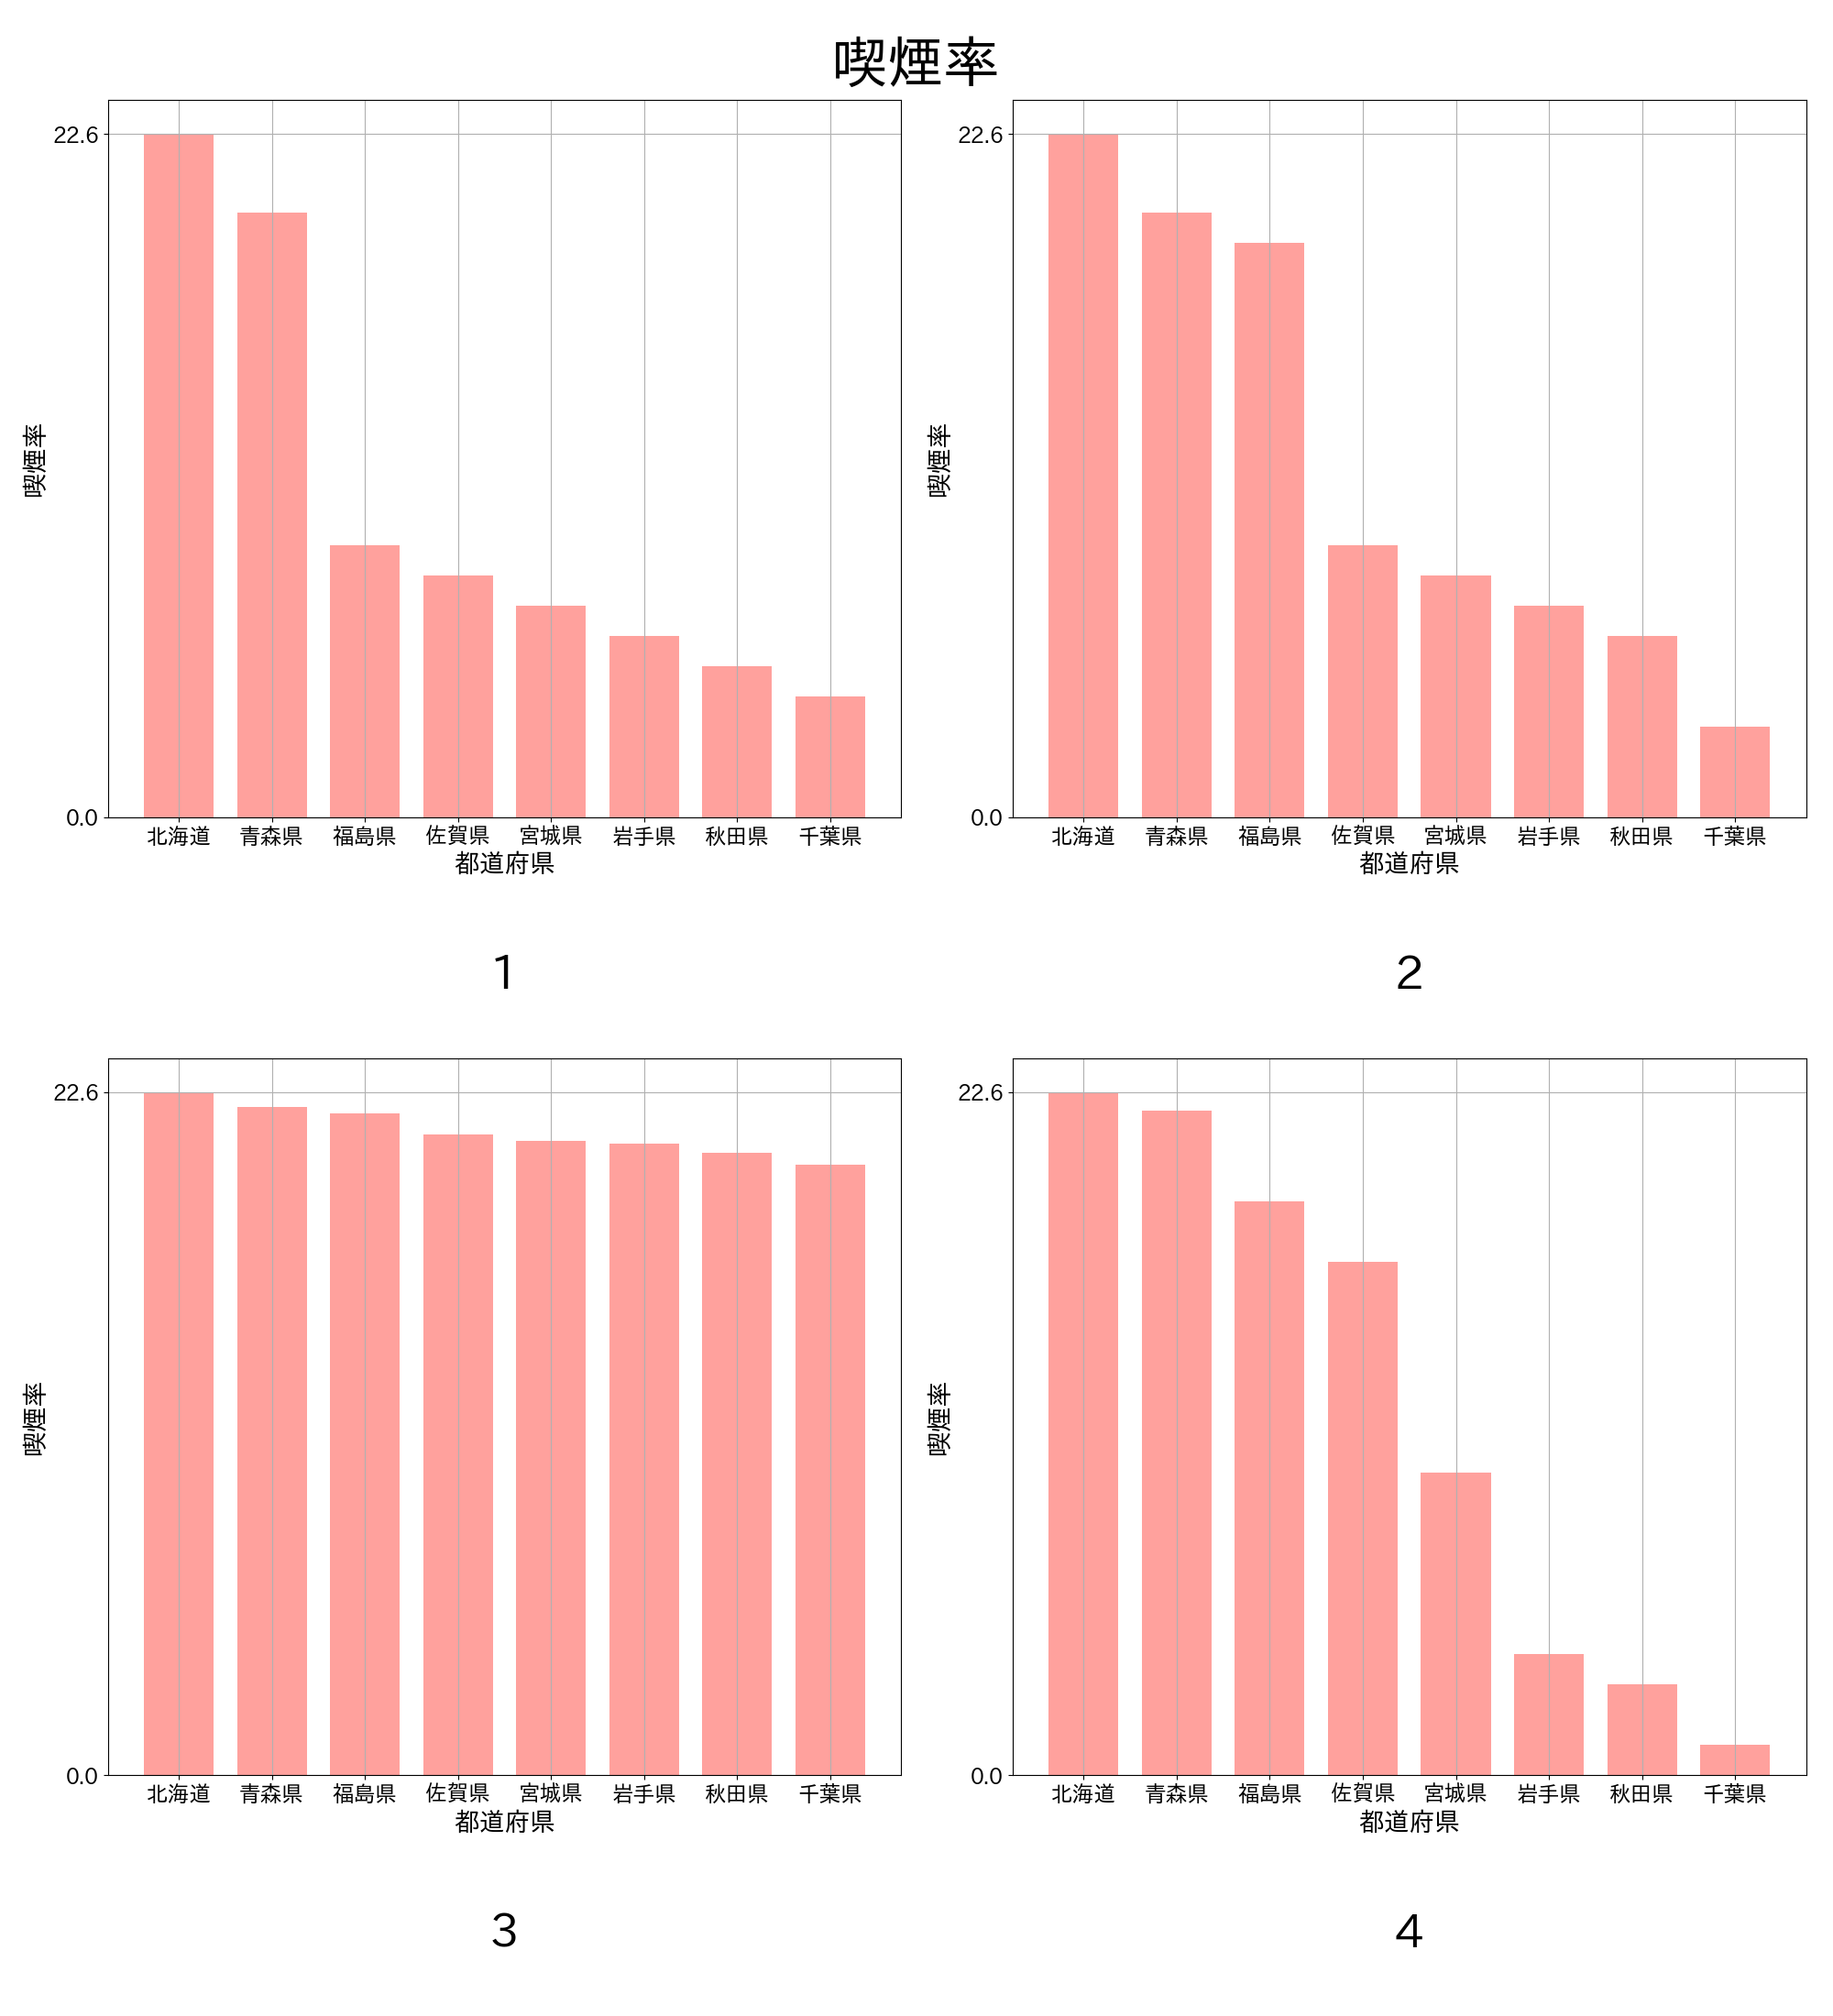 喫煙率
22.6
0.0
喫煙率
北海道 青森県 福島県 佐賀県 宮城県 岩手県 秋田県 千葉県
都道府県
1
22.6
0.0
喫煙率
北海道 青森県 福島県 佐賀県 宮城県 岩手県 秋田県 千葉県
都道府県
2
22.6
0.0
喫煙率
北海道 青森県 福島県 佐賀県 宮城県 岩手県 秋田県 千葉県
都道府県
3
22.6
0.0
喫煙率
北海道 青森県 福島県 佐賀県 宮城県 岩手県 秋田県 千葉県
都道府県
4